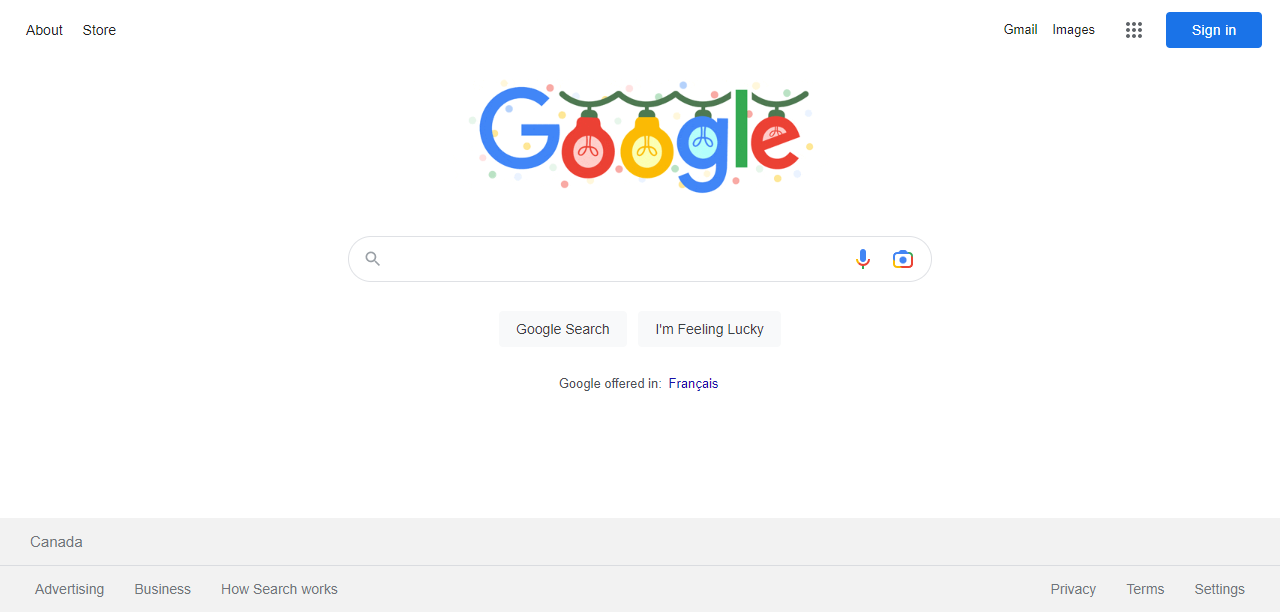 About Store Gmail Images Sign in
Google
Google Search I'm Feeling Lucky
Google offered in: Français
Canada
Advertising Business How Search works Privacy Terms Settings